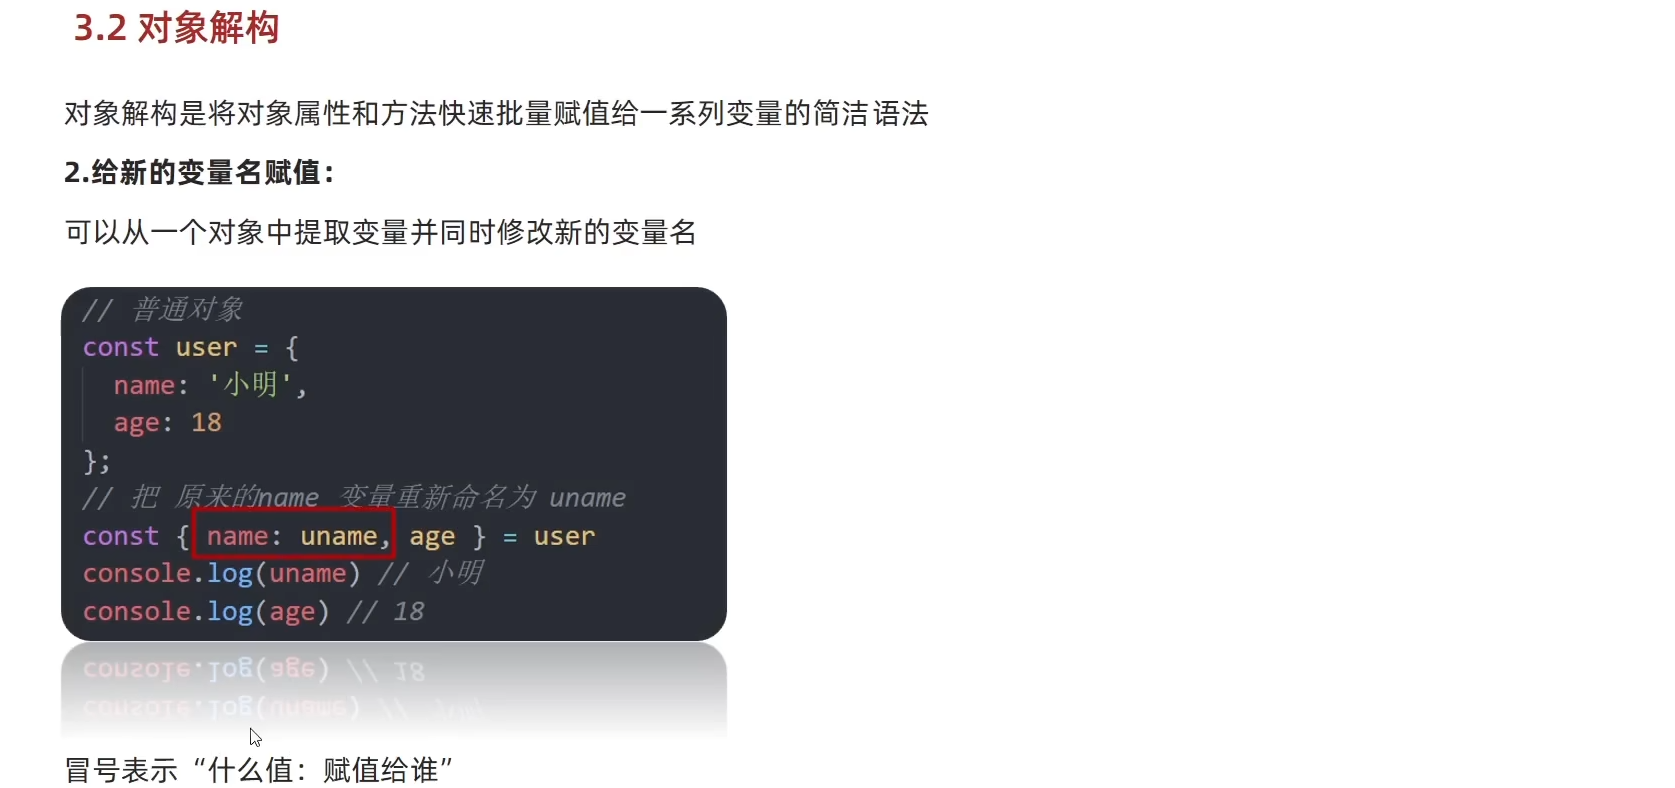 3.2 对象解构
对象解构是将对象属性和方法快速批量赋值给一系列变量的简洁语法
2.给新的变量名赋值：
可以从一个对象中提取变量并同时修改新的变量名
// 普通对象
const user = {
  name: '小明',
  age: 18
};
// 把 原来的name 变量重新命名为 uname
const { name: uname, age } = user
console.log(uname) // 小明
console.log(age) // 18
冒号表示“什么值：赋值给谁”